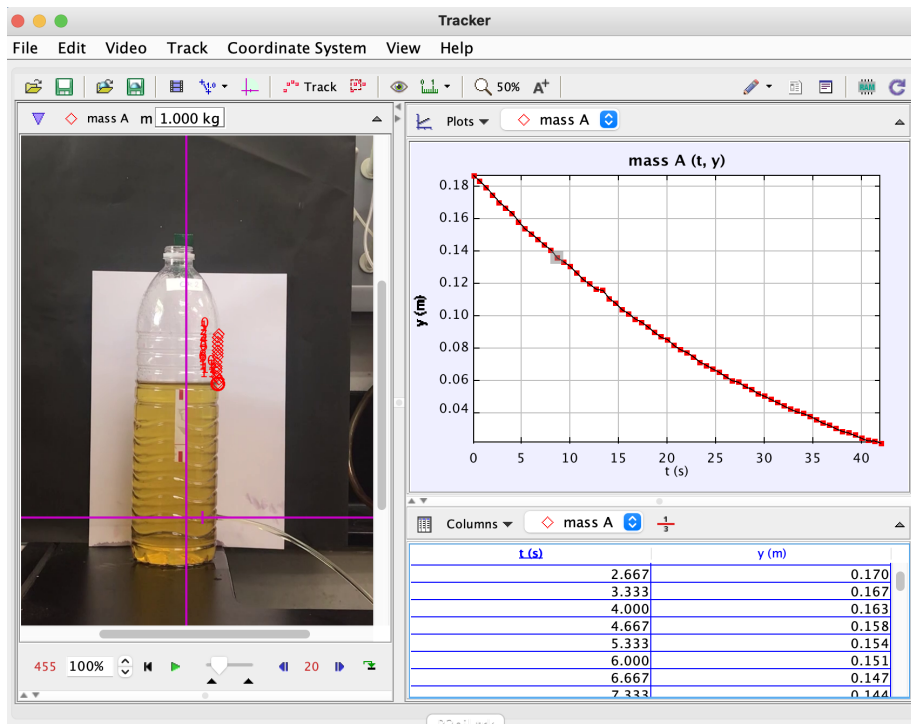 Tracker
File Edit Video Track Coordinate System View Help
Track 50% A+
mass A m 1.000 kg
455 100% 20
Plots mass A
mass A (t, y)
y (m)
0.18
0.16
0.14
0.12
0.10
0.08
0.06
0.04
0 5 10 15 20 25 30 35 40
t (s)
Columns mass A
t (s) y (m)
2.667 0.170
3.333 0.167
4.000 0.163
4.667 0.158
5.333 0.154
6.000 0.151
6.667 0.147
7.333 0.144